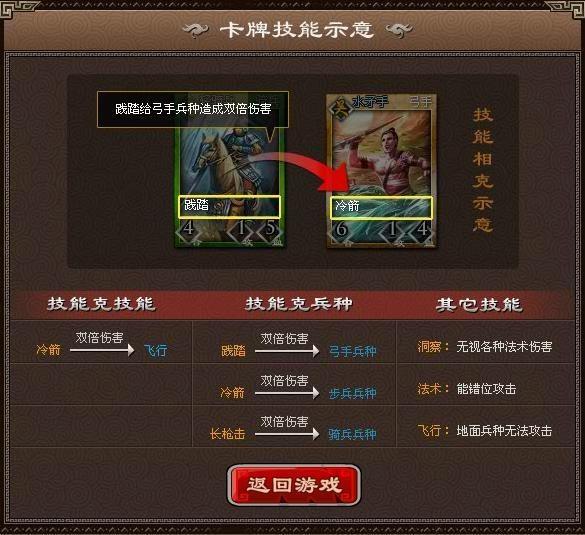 卡牌技能示意
践踏给弓手兵种造成双倍伤害
水矛手 弓手
吴
践踏
冷箭
4 1 5
6 1 4
攻
技能相克示意
技能克技能 技能克兵种 其它技能
冷箭 双倍伤害 飞行
践踏 双倍伤害 弓手兵种
洞察：无视各种法术伤害
冷箭 双倍伤害 步兵兵种
法术：能错位攻击
长枪击 双倍伤害 骑兵兵种
飞行：地面兵种无法攻击
返回游戏